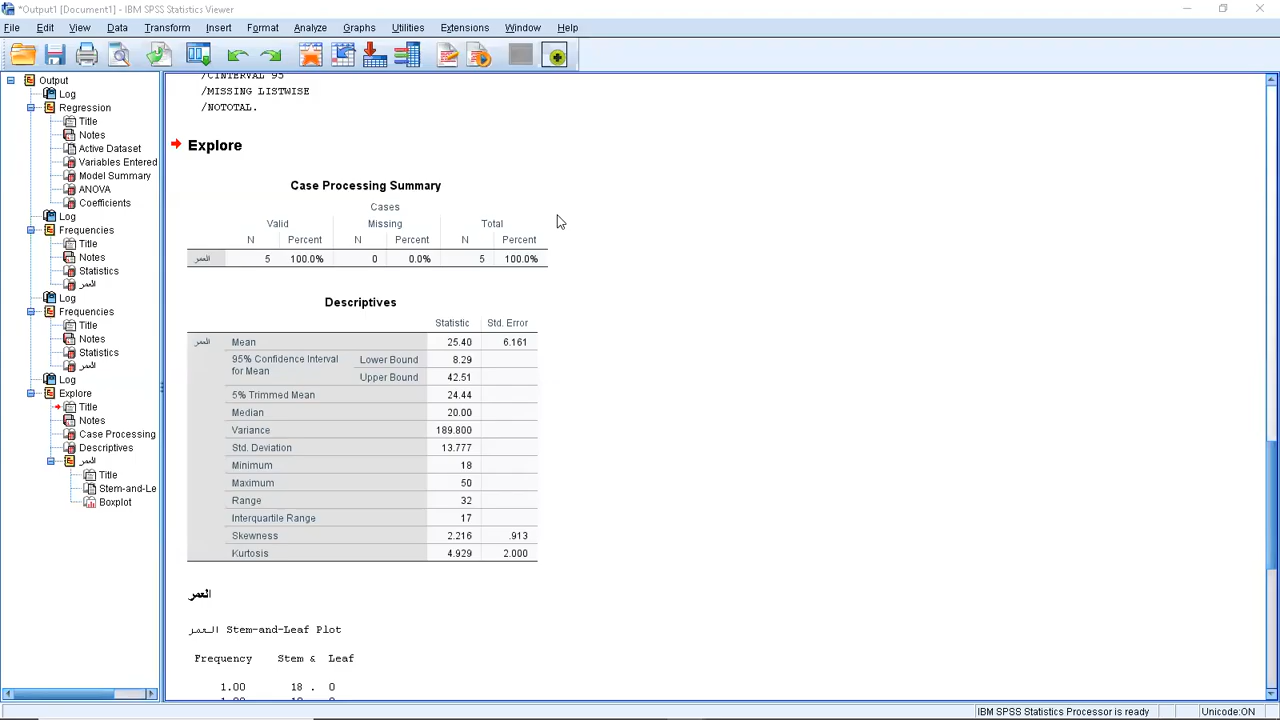 *Output1 [Document1] - IBM SPSS Statistics Viewer
File Edit View Data Transform Insert Format Analyze Graphs Utilities Extensions Window Help
Output
Log
Regression
Title
Notes
Active Dataset
Variables Entered
Model Summary
ANOVA
Coefficients
Log
Frequencies
Title
Notes
Statistics
العمر
Log
Frequencies
Title
Notes
Statistics
العمر
Log
Explore
Title
Notes
Case Processing
Descriptives
العمر
Title
Stem-and-Le
Boxplot
/CINTERVAL 95
/MISSING LISTWISE
/NOTOTAL.
Explore
Case Processing Summary
Cases
Valid Missing Total
N Percent N Percent N Percent
العمر 5 100.0% 0 0.0% 5 100.0%
Descriptives
Statistic Std. Error
العمر Mean 25.40 6.161
95% Confidence Interval for Mean Lower Bound 8.29
Upper Bound 42.51
5% Trimmed Mean 24.44
Median 20.00
Variance 189.800
Std. Deviation 13.777
Minimum 18
Maximum 50
Range 32
Interquartile Range 17
Skewness 2.216 .913
Kurtosis 4.929 2.000
العمر
العمر Stem-and-Leaf Plot
Frequency Stem & Leaf
1.00 18 . 0
IBM SPSS Statistics Processor is ready Unicode:ON